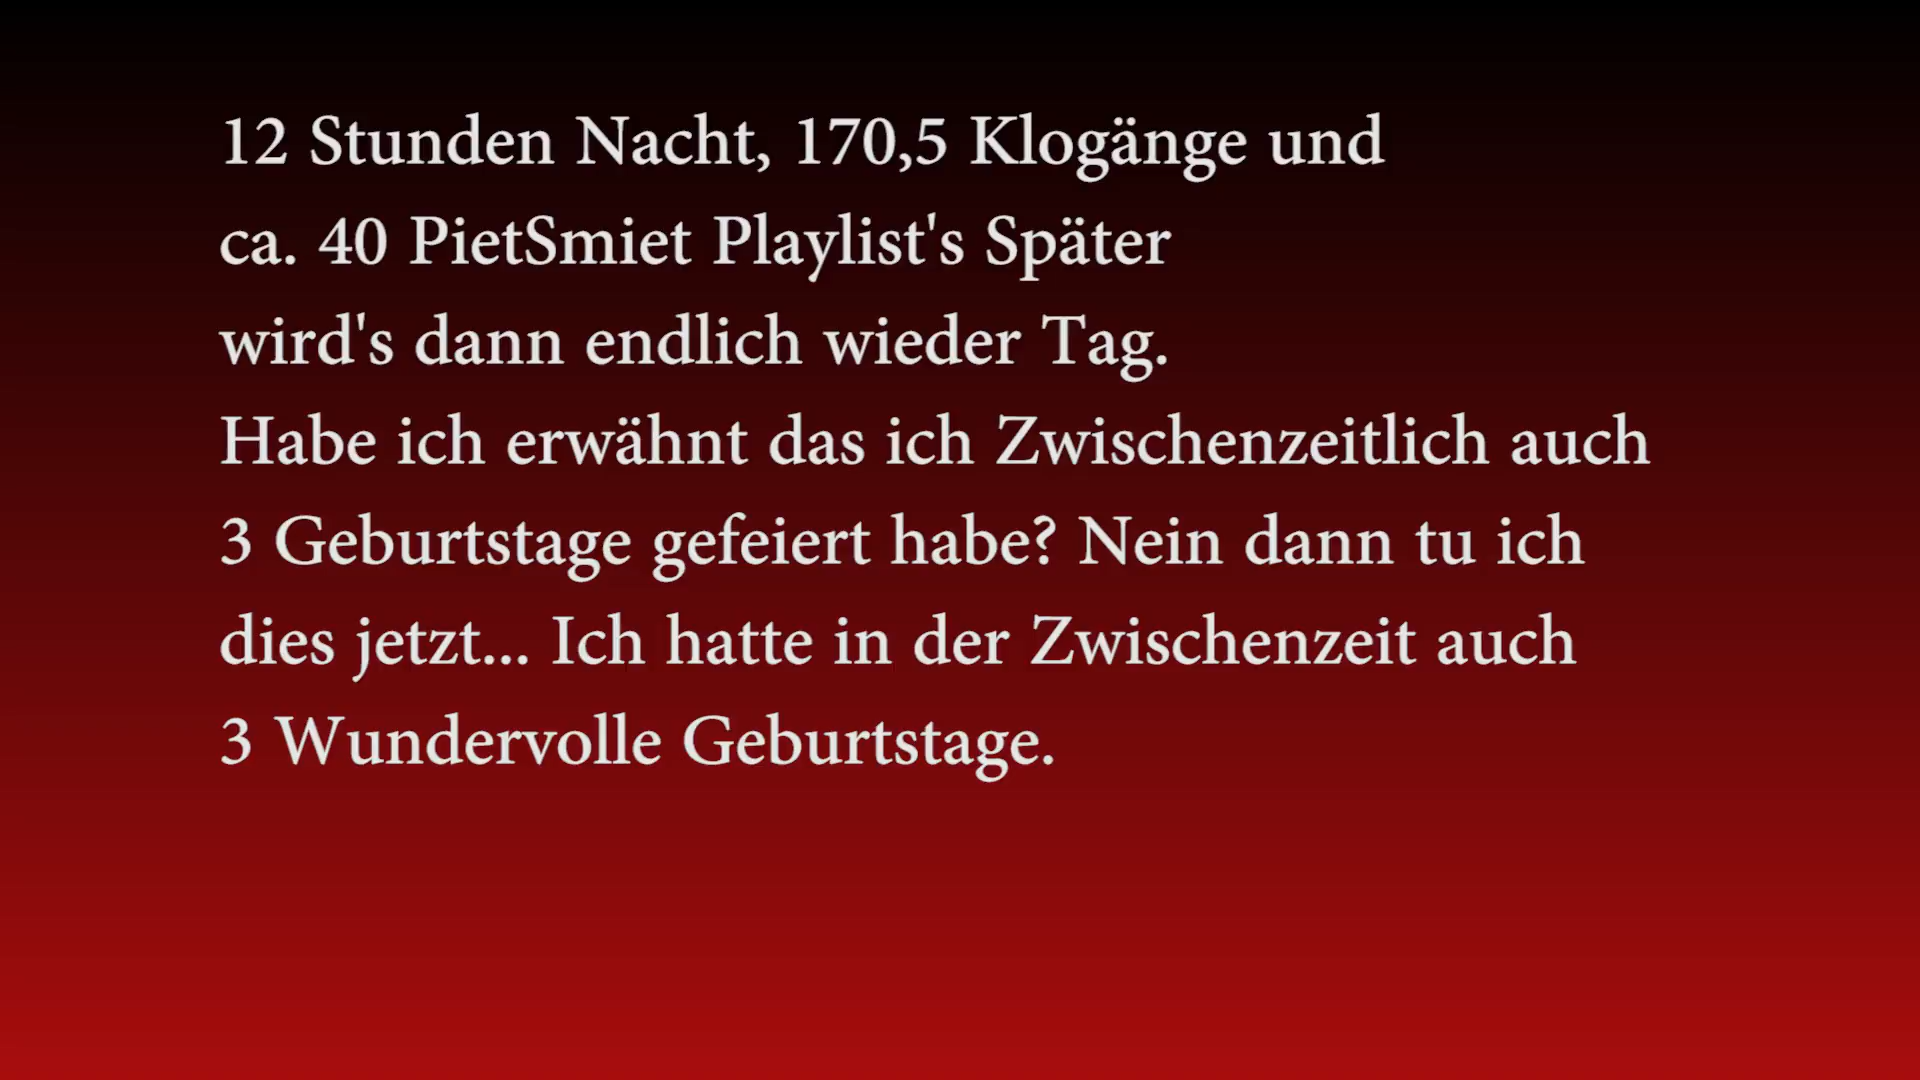 12 Stunden Nacht, 170,5 Klogänge und
ca. 40 PietSmiet Playlist's Später
wird's dann endlich wieder Tag.
Habe ich erwähnt das ich Zwischenzeitlich auch
3 Geburtstage gefeiert habe? Nein dann tu ich
dies jetzt... Ich hatte in der Zwischenzeit auch
3 Wundervolle Geburtstage.